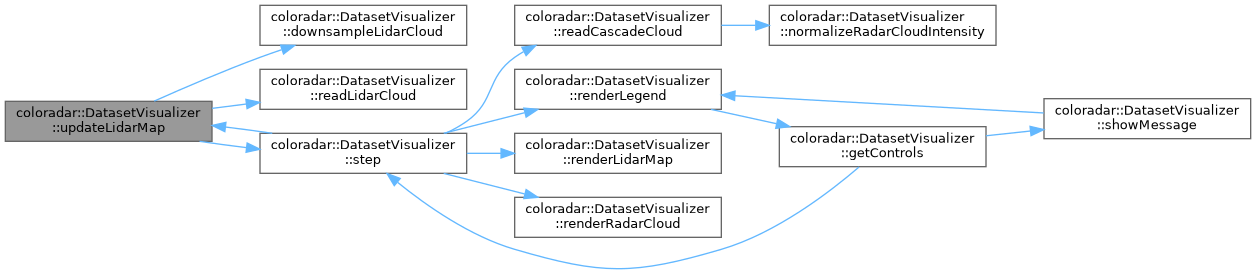 coloradar::DatasetVisualizer
::updateLidarMap
coloradar::DatasetVisualizer
::downsampleLidarCloud
coloradar::DatasetVisualizer
::readLidarCloud
coloradar::DatasetVisualizer
::step
coloradar::DatasetVisualizer
::readCascadeCloud
coloradar::DatasetVisualizer
::renderLegend
coloradar::DatasetVisualizer
::renderLidarMap
coloradar::DatasetVisualizer
::renderRadarCloud
coloradar::DatasetVisualizer
::normalizeRadarCloudIntensity
coloradar::DatasetVisualizer
::getControls
coloradar::DatasetVisualizer
::showMessage